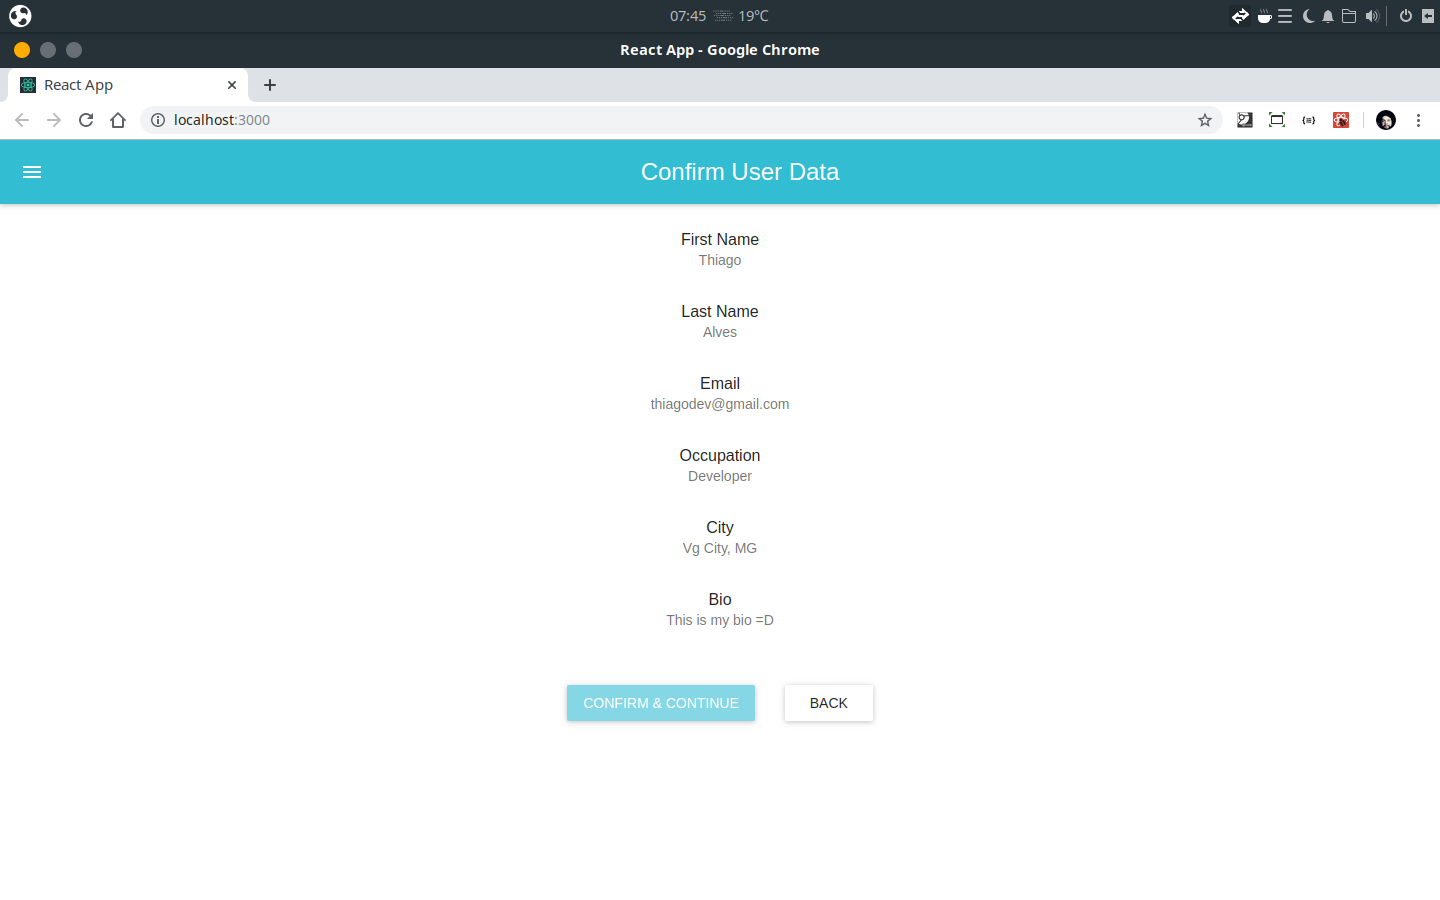 07:45 19°C
React App - Google Chrome
React App
localhost:3000
Confirm User Data
First Name
Thiago
Last Name
Alves
Email
thiagodev@gmail.com
Occupation
Developer
City
Vg City, MG
Bio
This is my bio =D
CONFIRM & CONTINUE
BACK